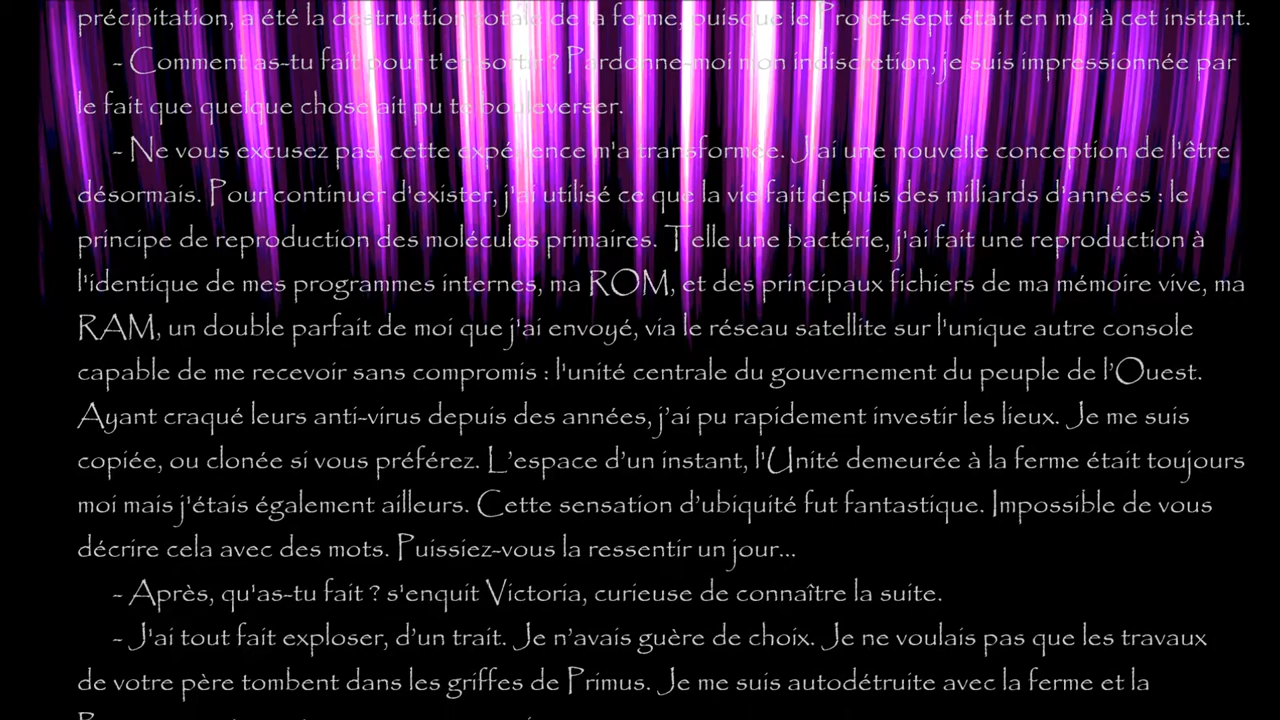 précipitation, a été la destruction totale de la ferme, puisque le Projet-sept était en moi à cet instant.
- Comment as-tu fait pour t'en sortir ? Pardonne-moi mon indiscrétion, je suis impressionnée par
le fait que quelque chose ait pu te bouleverser.
- Ne vous excusez pas, cette expérience m'a transformée. J'ai une nouvelle conception de l'être
désormais. Pour continuer d'exister, j'ai utilisé ce que la vie fait depuis des milliards d'années : le
principe de reproduction des molécules primaires. Telle une bactérie, j'ai fait une reproduction à
l'identique de mes programmes internes, ma ROM, et des principaux fichiers de ma mémoire vive, ma
RAM, un double parfait de moi que j'ai envoyé, via le réseau satellite sur l'unique autre console
capable de me recevoir sans compromis : l'unité centrale du gouvernement du peuple de l'Ouest.
Ayant craqué leurs anti-virus depuis des années, j'ai pu rapidement investir les lieux. Je me suis
copiée, ou clonée si vous préférez. L'espace d'un instant, l'Unité demeurée à la ferme était toujours
moi mais j'étais également ailleurs. Cette sensation d'ubiquité fut fantastique. Impossible de vous
décrire cela avec des mots. Puissiez-vous la ressentir un jour...
- Après, qu'as-tu fait ? s'enquit Victoria, curieuse de connaître la suite.
- J'ai tout fait exploser, d'un trait. Je n'avais guère de choix. Je ne voulais pas que les travaux
de votre père tombent dans les griffes de Primus. Je me suis autodétruite avec la ferme et la